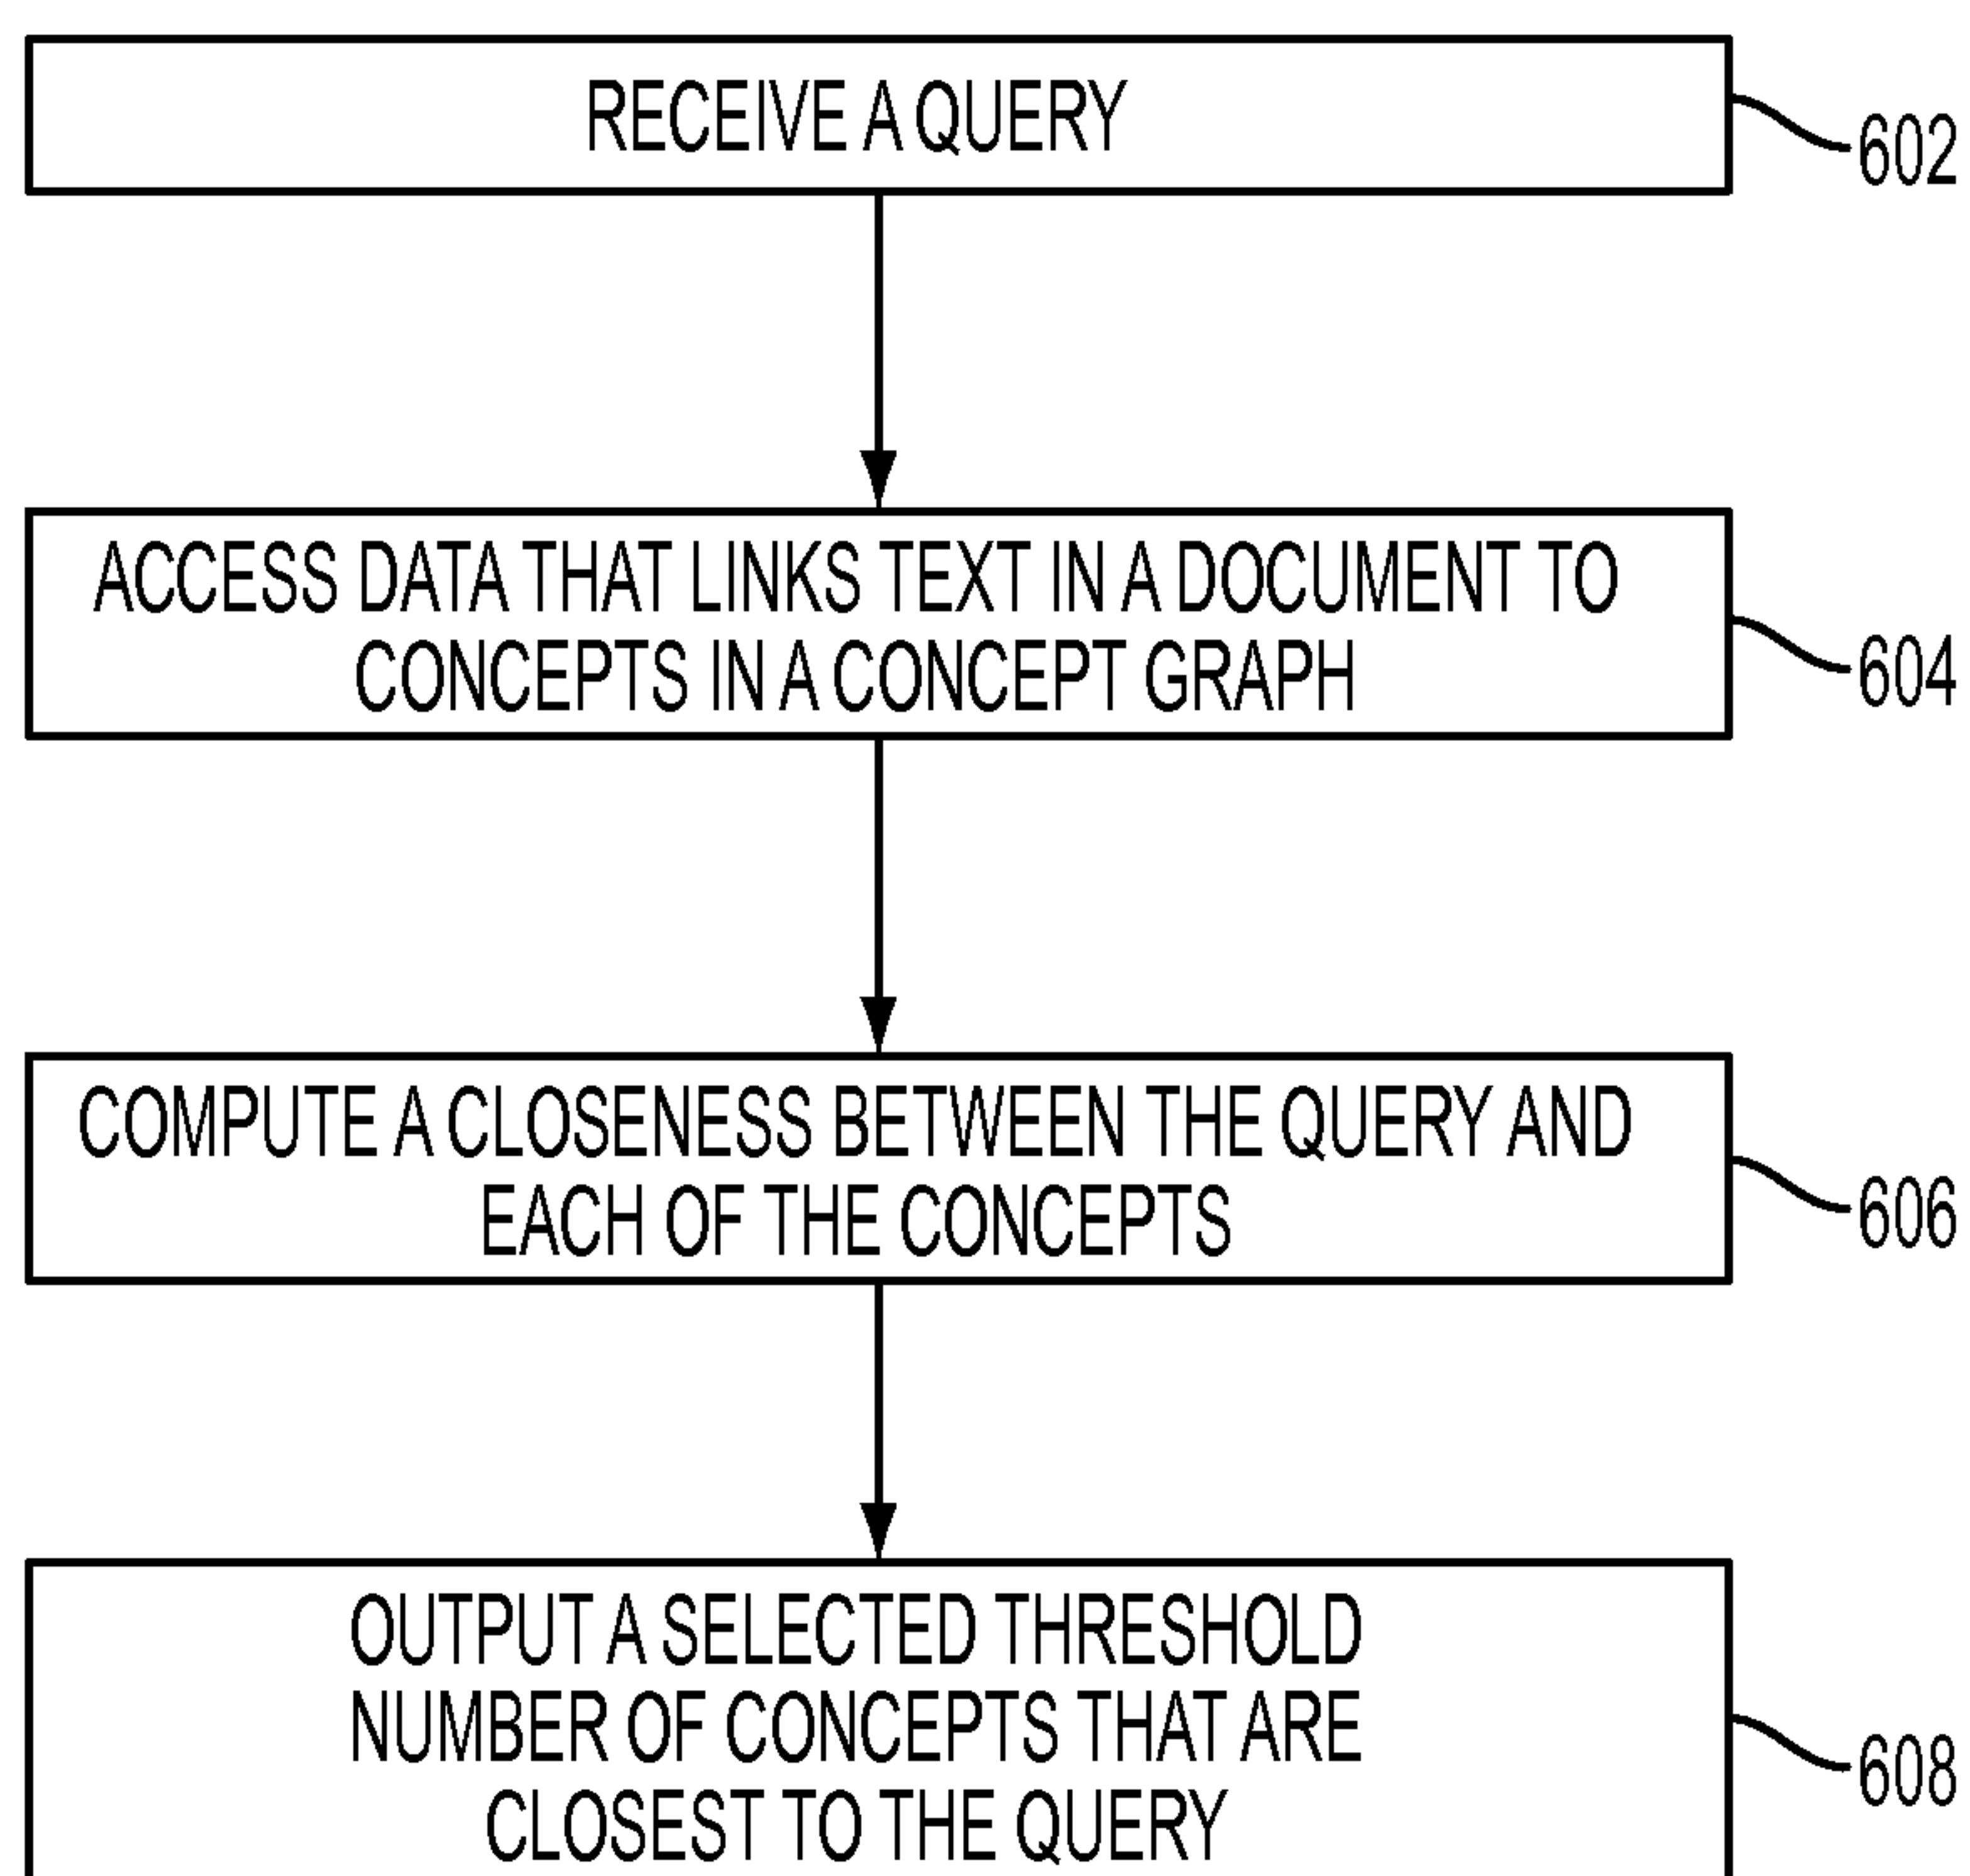 RECEIVE A QUERY
602
ACCESS DATA THAT LINKS TEXT IN A DOCUMENT TO
CONCEPTS IN A CONCEPT GRAPH
604
COMPUTE A CLOSENESS BETWEEN THE QUERY AND
EACH OF THE CONCEPTS
606
OUTPUT A SELECTED THRESHOLD
NUMBER OF CONCEPTS THAT ARE
CLOSEST TO THE QUERY
608